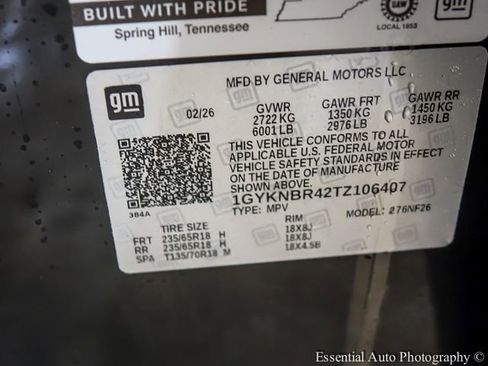 BUILT WITH PRIDE
Spring Hill, Tennessee
UAW
LOCAL 1853
gm
gm
MFD BY GENERAL MOTORS LLC
02/26
GVWR GAWR FRT GAWR RR
2722 KG 1350 KG 1450 KG
6001 LB 2976 LB 3196 LB
THIS VEHICLE CONFORMS TO ALL
APPLICABLE U.S. FEDERAL MOTOR
VEHICLE SAFETY STANDARDS IN EFFECT
ON THE DATE OF MANUFACTURE
SHOWN ABOVE
1GYKNBR42TZ106407
TYPE: MPV MODEL: 276NF26
3B4A
TIRE SIZE RIM
FRT 235/65R18 H 18X8J
RR 235/65R18 H 18X8J
SPA T135/70R18 M 18X4.5B
Essential Auto Photography ©